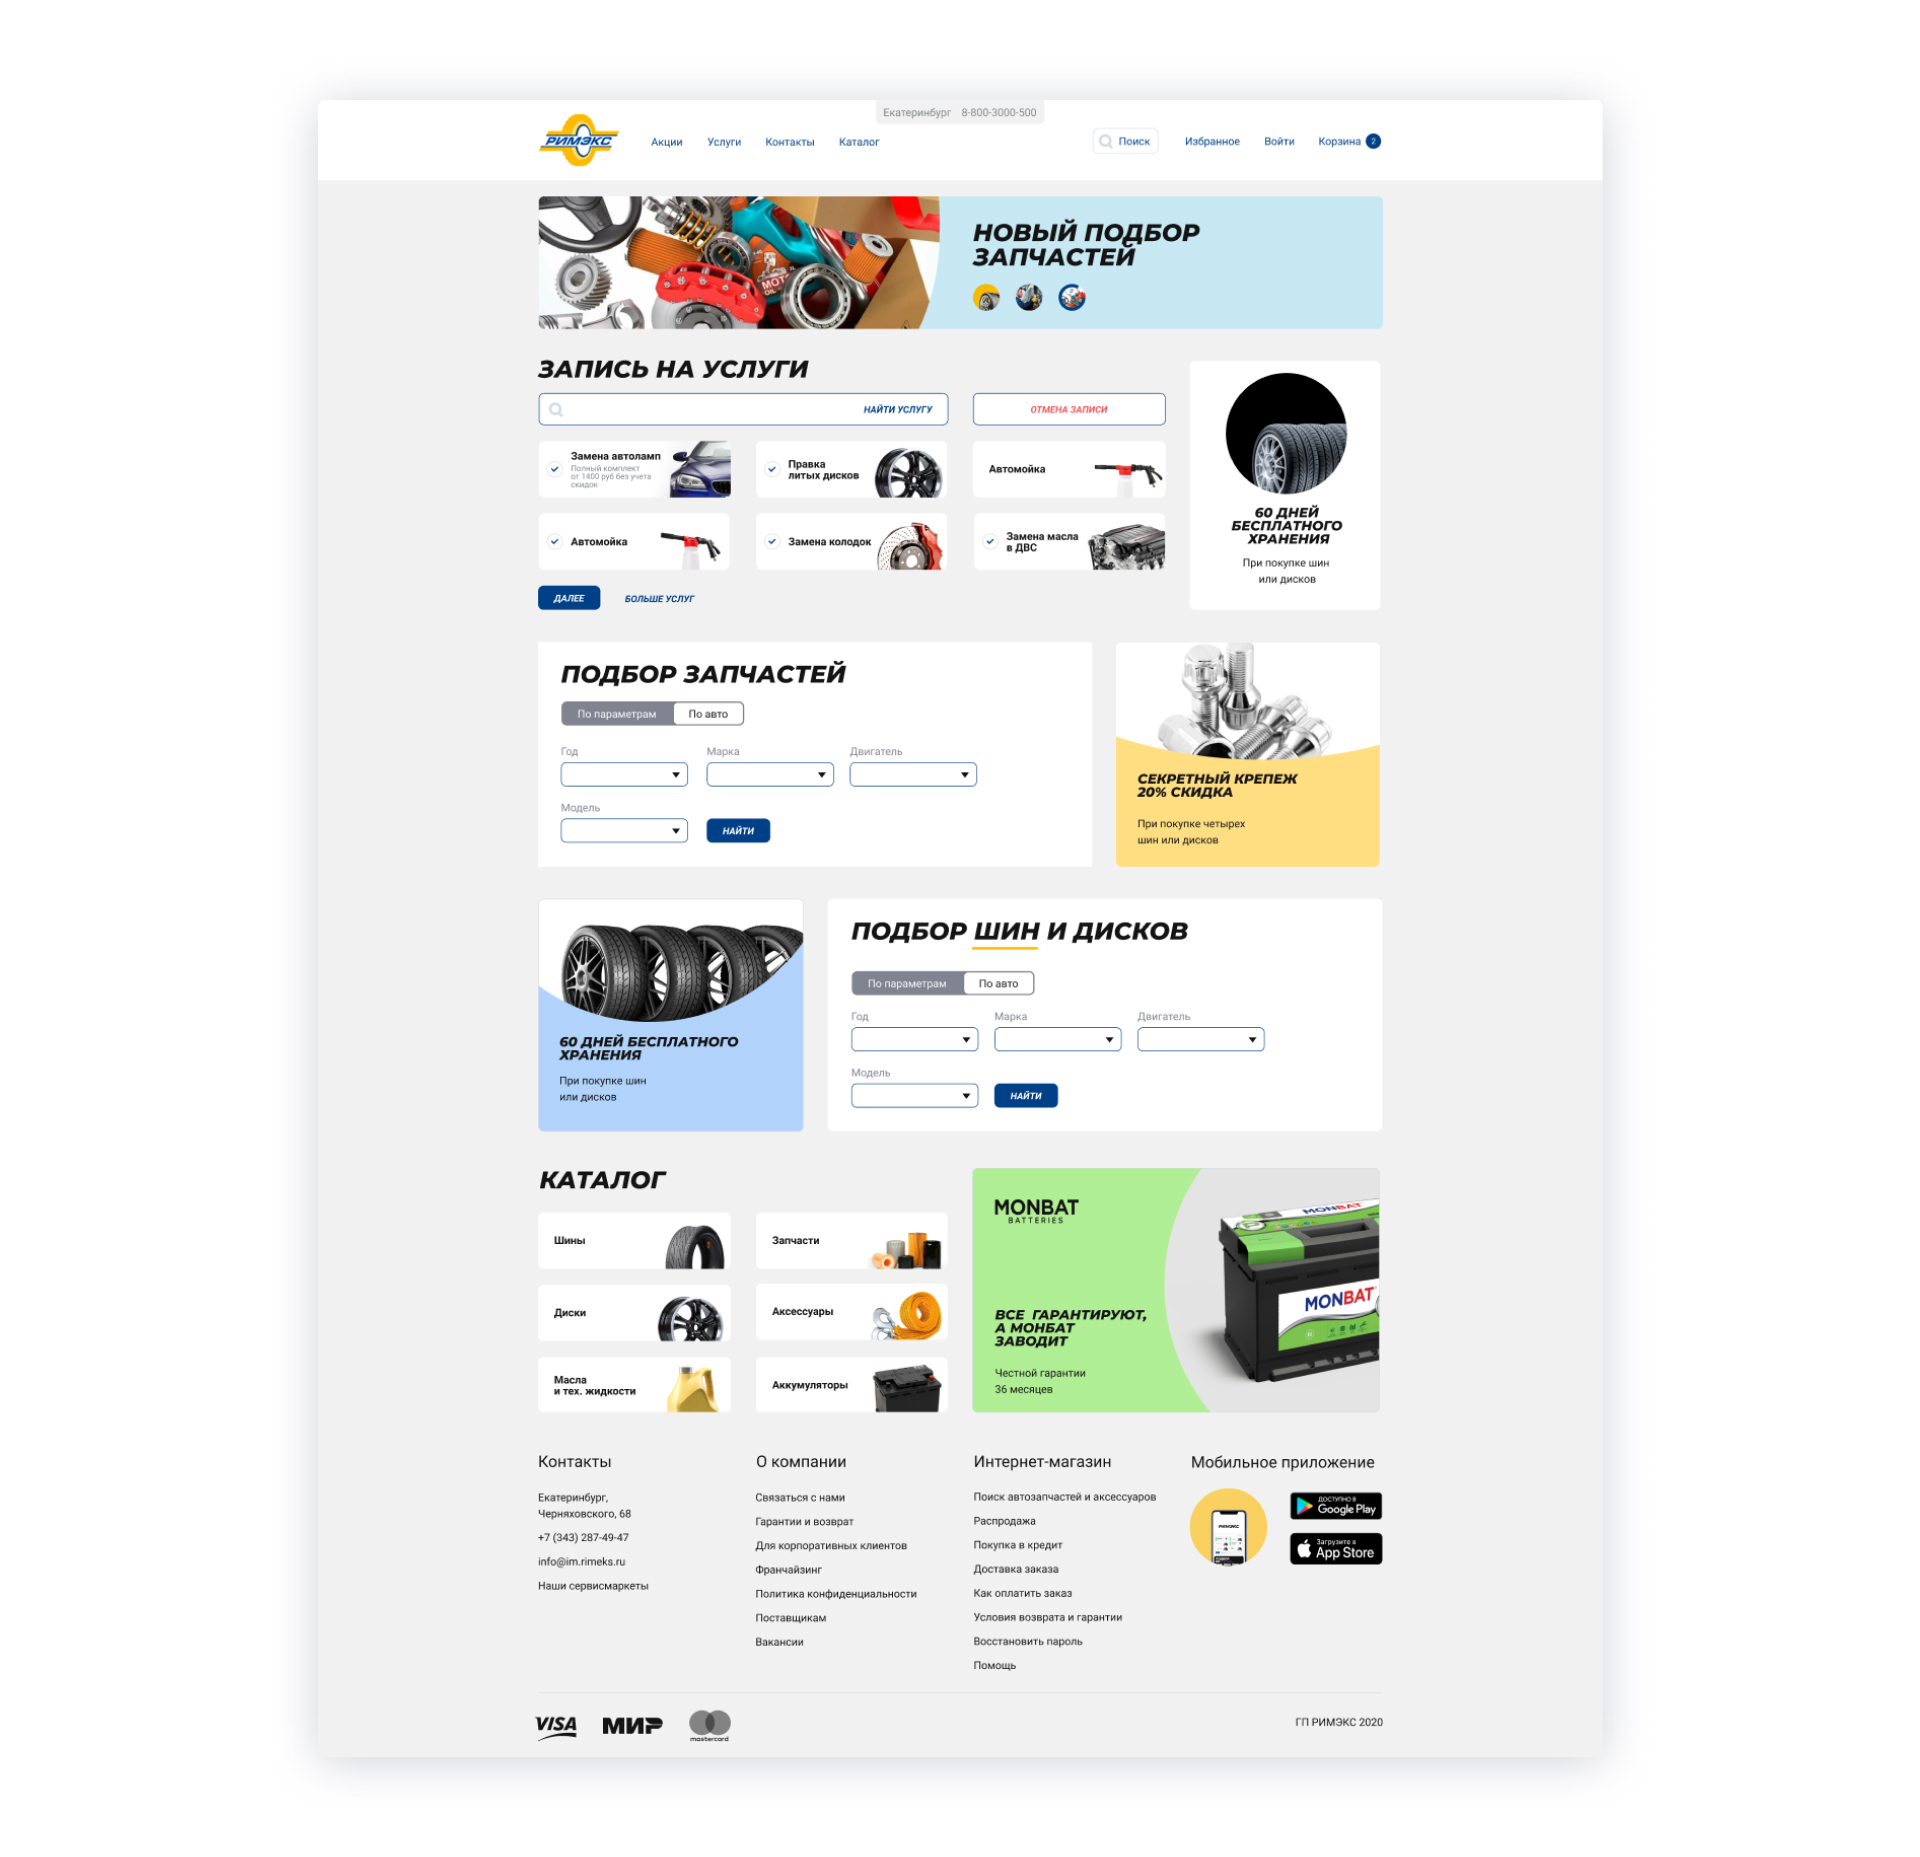 Екатеринбург 8-800-3000-500
РИМЭКС
Акции Услуги Контакты Каталог
Поиск Избранное Войти Корзина 2
НОВЫЙ ПОДБОР
ЗАПЧАСТЕЙ
MOT
ЗАПИСЬ НА УСЛУГИ
НАЙТИ УСЛУГУ
ОТМЕНА ЗАПИСИ
Замена автоламп
Полный комплект
от 1400 руб без учета
скидок
Правка
литых дисков
Автомойка
Автомойка
Замена колодок
Замена масла
в ДВС
ДАЛЕЕ
БОЛЬШЕ УСЛУГ
60 ДНЕЙ
БЕСПЛАТНОГО
ХРАНЕНИЯ
При покупке шин
или дисков
ПОДБОР ЗАПЧАСТЕЙ
По параметрам По авто
Год Марка Двигатель
Модель
НАЙТИ
СЕКРЕТНЫЙ КРЕПЕЖ
20% СКИДКА
При покупке четырех
шин или дисков
60 ДНЕЙ БЕСПЛАТНОГО
ХРАНЕНИЯ
При покупке шин
или дисков
ПОДБОР ШИН И ДИСКОВ
По параметрам По авто
Год Марка Двигатель
Модель
НАЙТИ
КАТАЛОГ
Шины
Запчасти
Диски
Аксессуары
Масла
и тех. жидкости
Аккумуляторы
MONBAT
BATTERIES
ВСЕ ГАРАНТИРУЮТ,
А МОНБАТ
ЗАВОДИТ
Честной гарантии
36 месяцев
MONBAT
MONBAT
Контакты
Екатеринбург,
Черняховского, 68
+7 (343) 287-49-47
info@im.rimeks.ru
Наши сервисмаркеты
О компании
Связаться с нами
Гарантии и возврат
Для корпоративных клиентов
Франчайзинг
Политика конфиденциальности
Поставщикам
Вакансии
Интернет-магазин
Поиск автозапчастей и аксессуаров
Распродажа
Покупка в кредит
Доставка заказа
Как оплатить заказ
Условия возврата и гарантии
Восстановить пароль
Помощь
Мобильное приложение
РИМЭКС
ДОСТУПНО В
Google Play
Загрузите в
App Store
VISA
МИР
mastercard
ГП РИМЭКС 2020